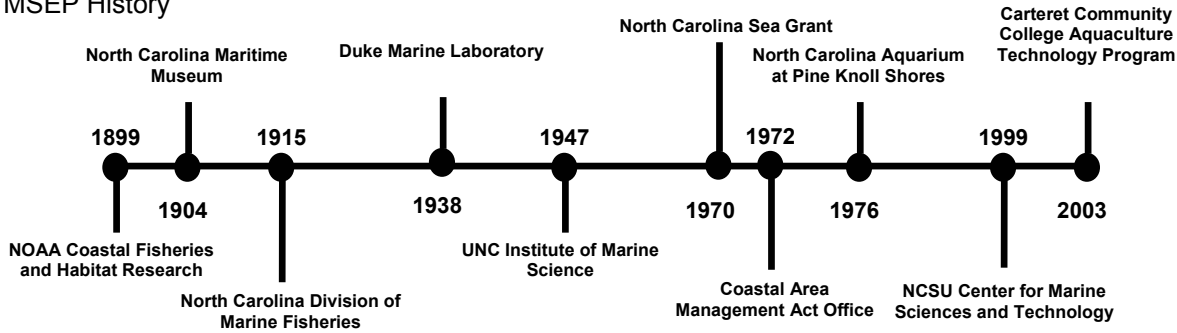 MSEP History
North Carolina Maritime
Museum
Duke Marine Laboratory
North Carolina Sea Grant
North Carolina Aquarium
at Pine Knoll Shores
Carteret Community
College Aquaculture
Technology Program
1899
1915
1947
1972
1999
1904
1938
1970
1976
2003
NOAA Coastal Fisheries
and Habitat Research
North Carolina Division of
Marine Fisheries
UNC Institute of Marine
Science
Coastal Area
Management Act Office
NCSU Center for Marine
Sciences and Technology